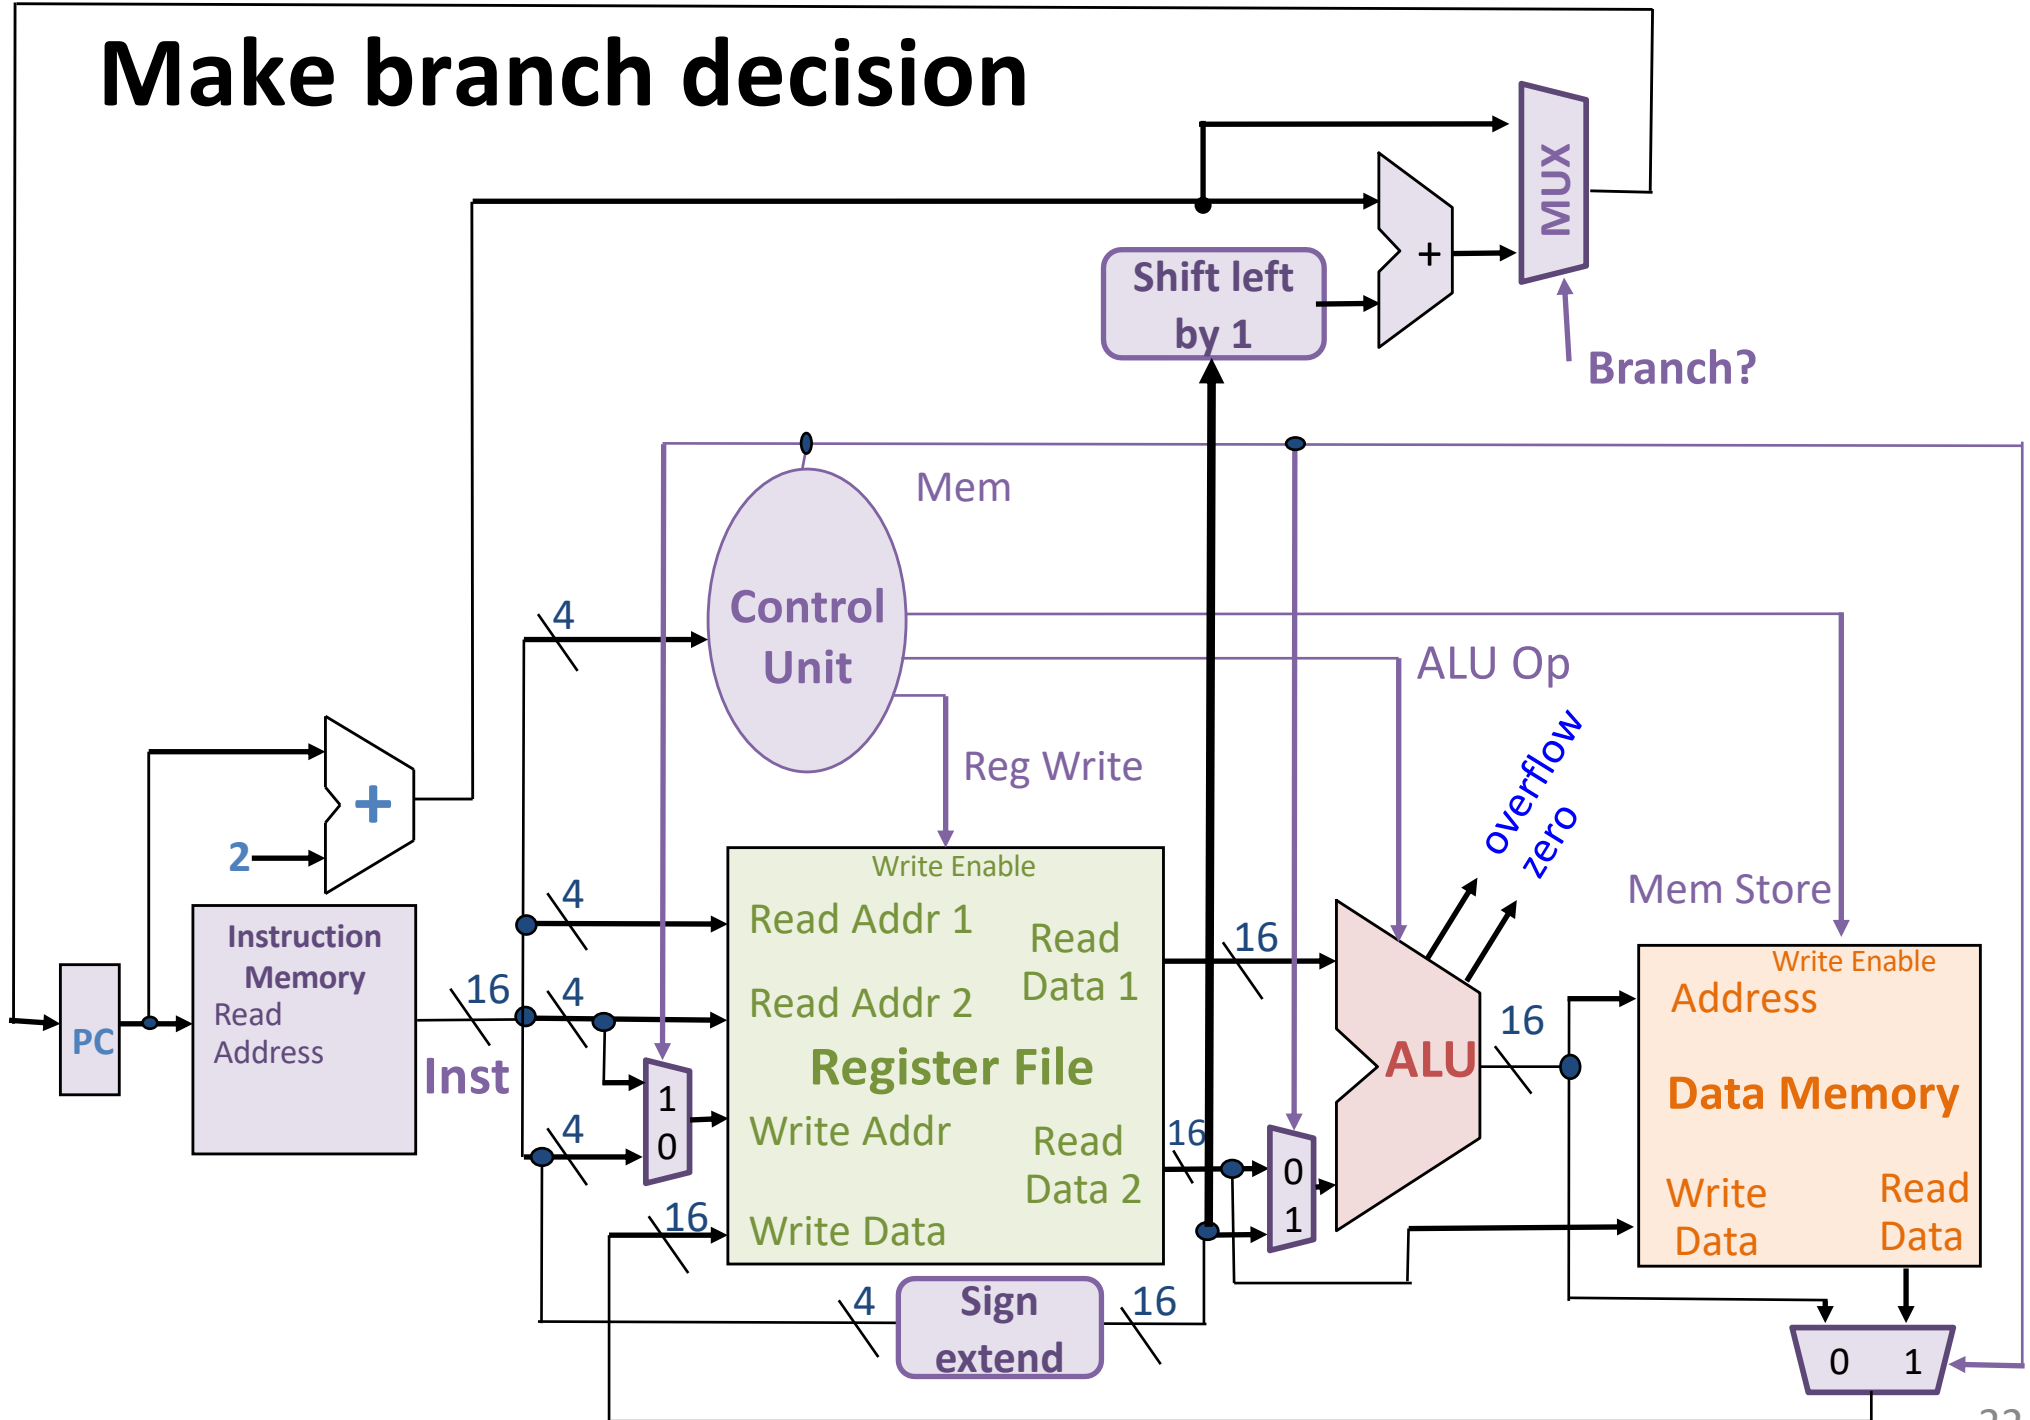 Make branch decision
MUX
+
Shift left
by 1
Branch?
Mem
Control
Unit
4
ALU Op
Reg Write
overflow
zero
+
2
Mem Store
Write Enable
4
Read Addr 1
Read
Data 1
16
Write Enable
Address
Instruction
Memory
Read
Address
PC
16
Inst
4
Read Addr 2
Register File
ALU
16
Data Memory
1
0
4
Write Addr
Read
Data 2
16
0
1
Write
Data
Read
Data
16
Write Data
4
Sign
extend
16
0 1